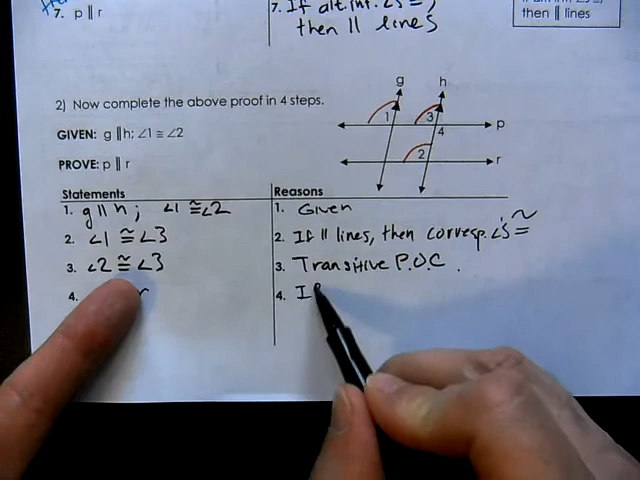 7. p || r
7. If alt. int. ∠s ≅,
then || lines
then || lines
2) Now complete the above proof in 4 steps.
GIVEN: g || h; ∠1 ≅ ∠2
PROVE: p || r
g h
1 3
4
p
2
r
Statements Reasons
1. g || h; ∠1 ≅ ∠2 1. Given
2. ∠1 ≅ ∠3 2. If || lines, then corresp. ∠'s ≅
3. ∠2 ≅ ∠3 3. Transitive P.O.C.
4. r 4. If